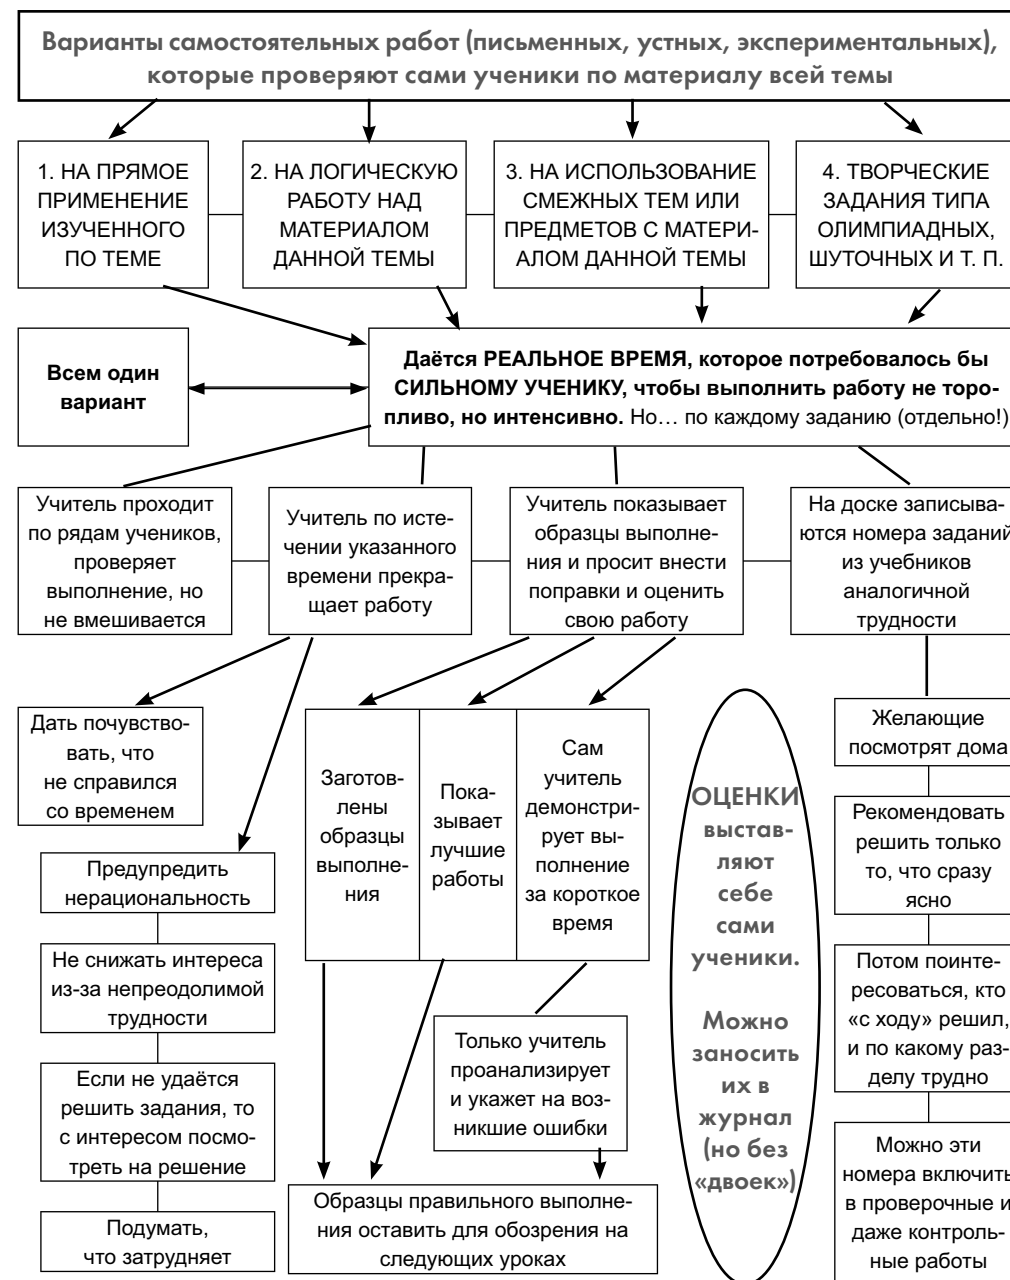 Варианты самостоятельных работ (письменных, устных, экспериментальных),
которые проверяют сами ученики по материалу всей темы
1. НА ПРЯМОЕ
ПРИМЕНЕНИЕ
ИЗУЧЕННОГО
ПО ТЕМЕ
2. НА ЛОГИЧЕСКУЮ
РАБОТУ НАД
МАТЕРИАЛОМ
ДАННОЙ ТЕМЫ
3. НА ИСПОЛЬЗОВАНИЕ
СМЕЖНЫХ ТЕМ ИЛИ
ПРЕДМЕТОВ С МАТЕРИ-
АЛОМ ДАННОЙ ТЕМЫ
4. ТВОРЧЕСКИЕ
ЗАДАНИЯ ТИПА
ОЛИМПИАДНЫХ,
ШУТОЧНЫХ И Т. П.
Всем один
вариант
Даётся РЕАЛЬНОЕ ВРЕМЯ, которое потребовалось бы
СИЛЬНОМУ УЧЕНИКУ, чтобы выполнить работу не торо-
пливо, но интенсивно. Но… по каждому заданию (отдельно!)
Учитель проходит
по рядам учеников,
проверяет
выполнение, но
не вмешивается
Учитель по исте-
чении указанного
времени прекра-
щает работу
Учитель показывает
образцы выполне-
ния и просит внести
поправки и оценить
свою работу
На доске записыва-
ются номера заданий
из учебников
аналогичной
трудности
Дать почувство-
вать, что
не справился
со временем
Предупредить
нерациональность
Не снижать интереса
из-за непреодолимой
трудности
Если не удаётся
решить задания, то
с интересом посмо-
треть на решение
Подумать,
что затрудняет
Заготов-
лены
образцы
выполне-
ния
Пока-
зывает
лучшие
работы
Сам
учитель
демонстри-
рует вы-
полнение
за короткое
время
Только учитель
проанализирует
и укажет на воз-
никшие ошибки
Образцы правильного выполне-
ния оставить для обозрения на
следующих уроках
ОЦЕНКИ
выстав-
ляют
себе
сами
ученики.
Можно
заносить
их в
журнал
(но без
«двоек»)
Желающие
посмотрят дома
Рекомендовать
решить только
то, что сразу
ясно
Потом поинте-
ресоваться, кто
«с ходу» решил,
и по какому раз-
делу трудно
Можно эти
номера включить
в проверочные и
даже контроль-
ные работы